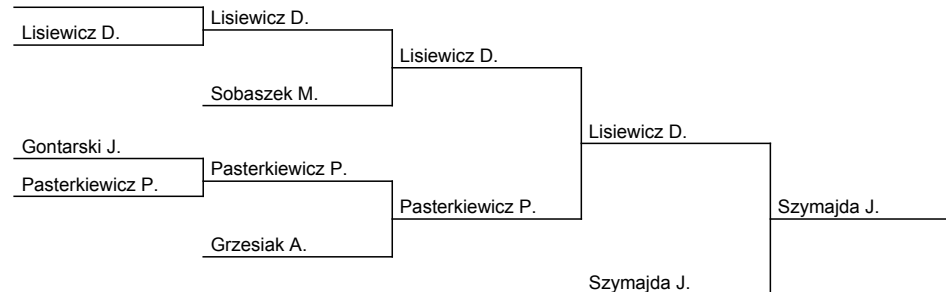 Lisiewicz D.
Lisiewicz D.
Lisiewicz D.
Sobaszek M.
Lisiewicz D.
Gontarski J.
Pasterkiewicz P.
Pasterkiewicz P.
Pasterkiewicz P.
Szymajda J.
Grzesiak A.
Szymajda J.